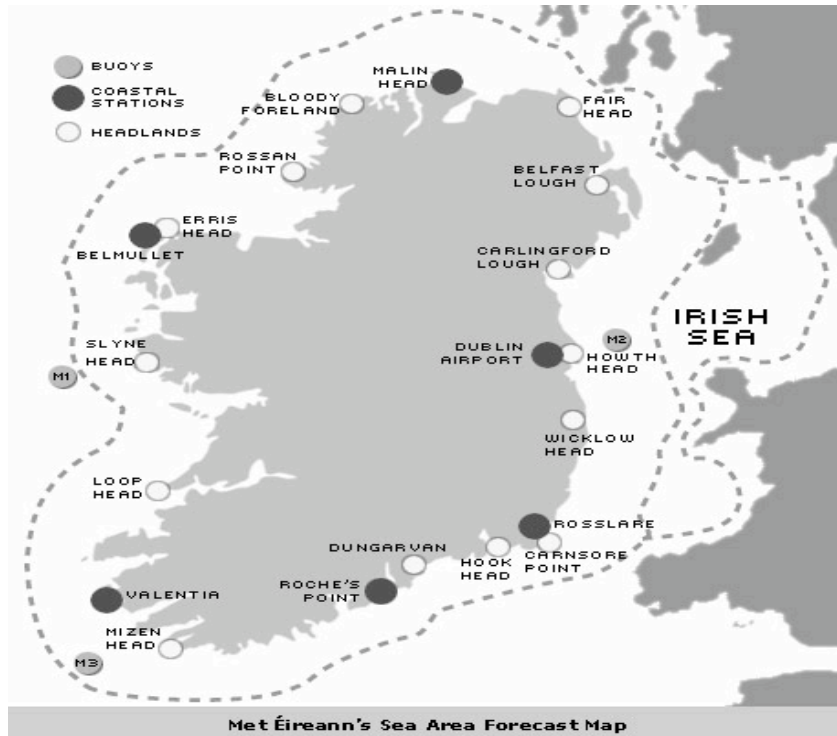 BUOYS
COASTAL
STATIONS
HEADLANDS
MALIN
HEAD
BLOODY
FORELAND
FAIR
HEAD
ROSSAN
POINT
BELFAST
LOUGH
ERRIS
HEAD
BELMULLET
CARLINGFORD
LOUGH
IRISH
SEA
SLYNE
HEAD
M1
DUBLIN
AIRPORT
M2
HOWTH
HEAD
WICKLOW
HEAD
LOOP
HEAD
ROSSLARE
DUNGARVAN
HOOK
HEAD
CARNSORE
POINT
VALENTIA
ROCHE'S
POINT
MIZEN
HEAD
M3
Met Éireann's Sea Area Forecast Map